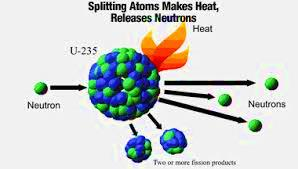 Splitting Atoms Makes Heat,
Releases Neutrons
Heat
U-235
Neutron
Neutrons
Two or more fission products